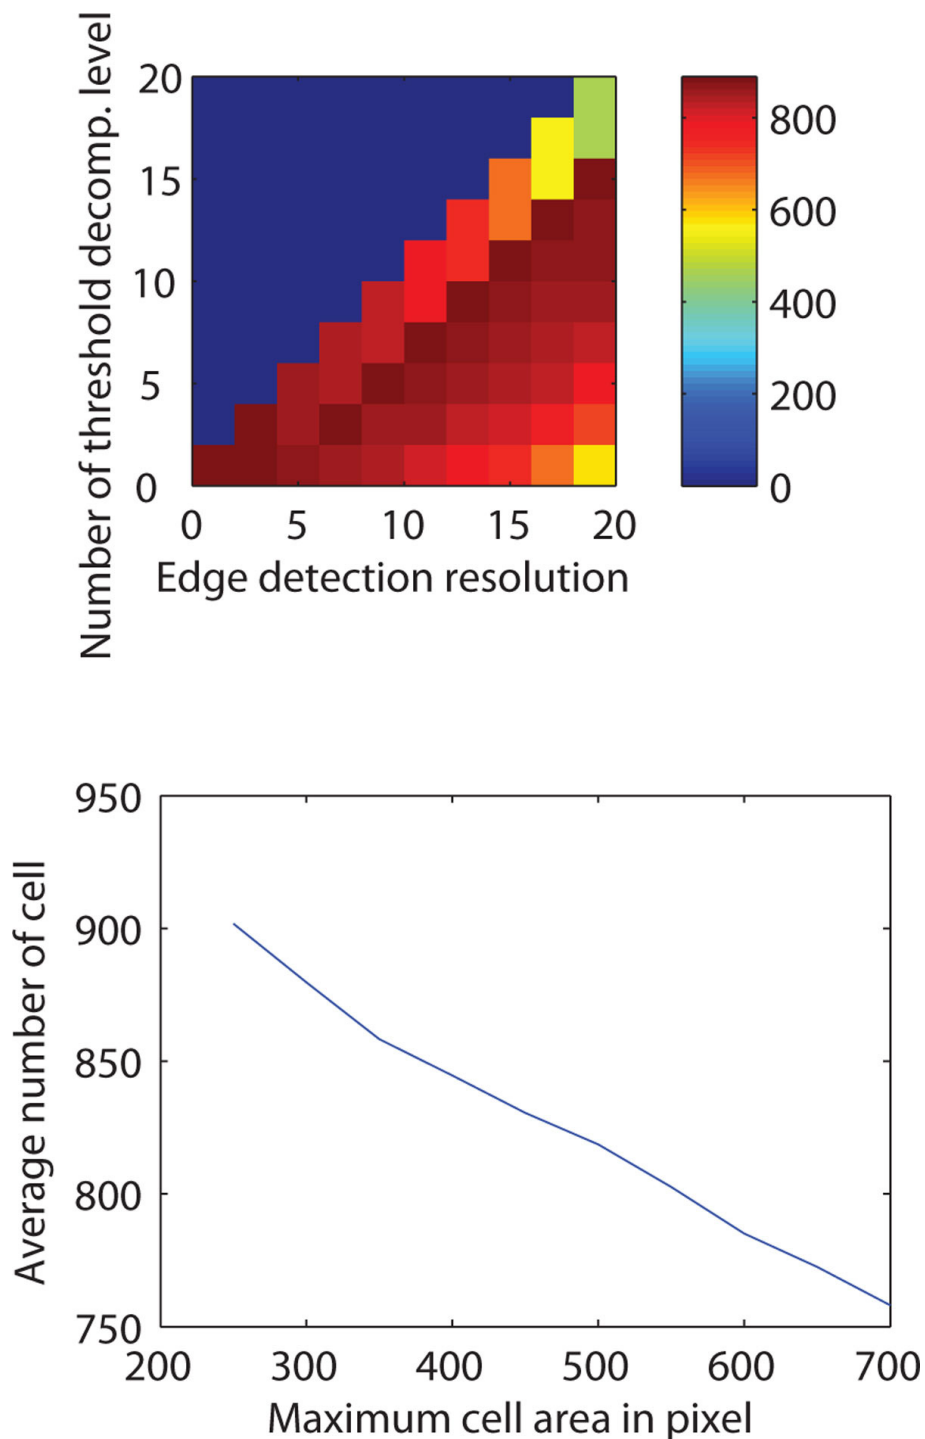 Number of threshold decomp. level
20
15
10
5
0
0 5 10 15 20
Edge detection resolution
800
600
400
200
0
Average number of cell
950
900
850
800
750
200 300 400 500 600 700
Maximum cell area in pixel